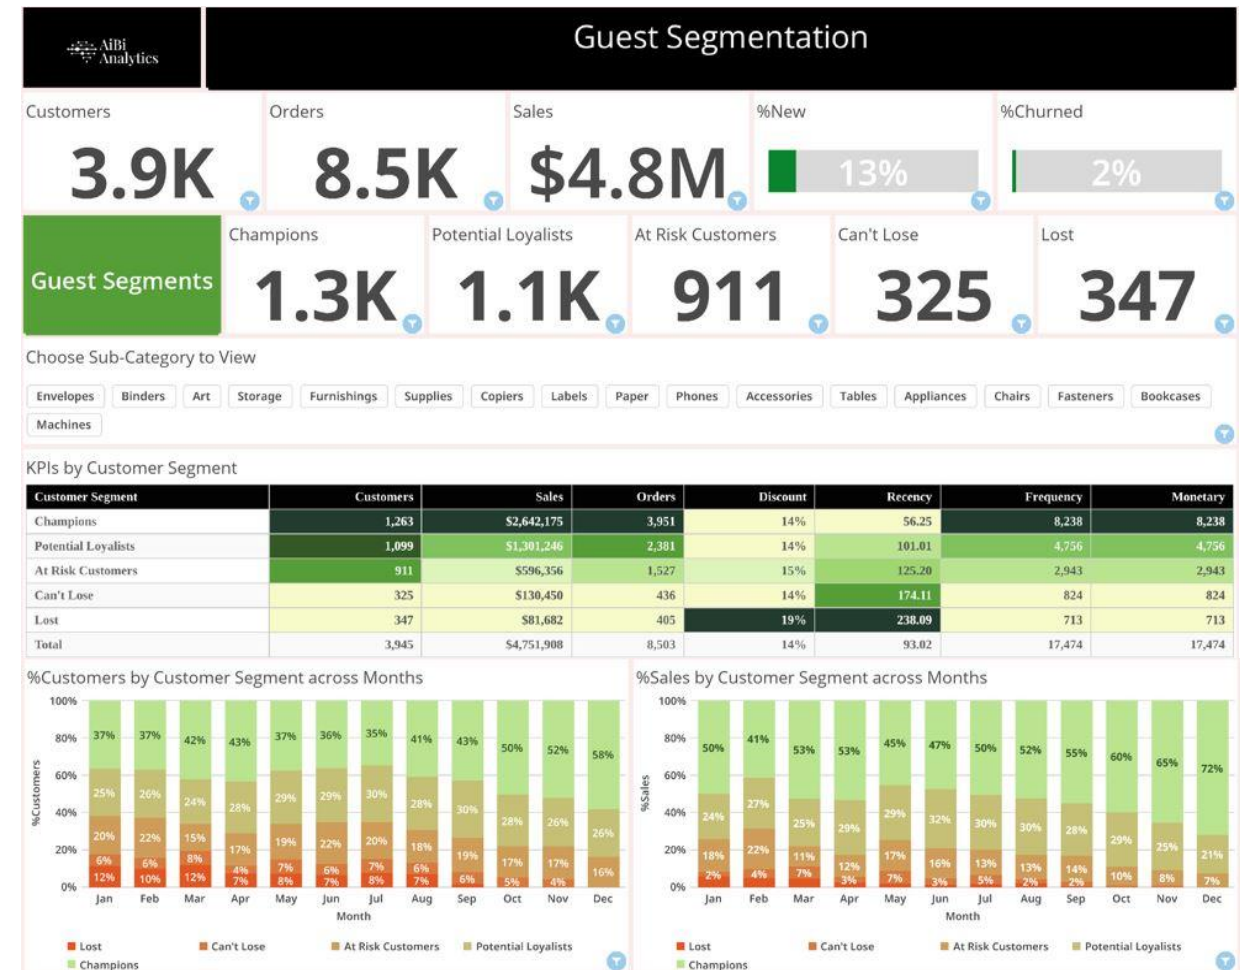 AiBi
Analytics
Guest Segmentation
Customers Orders Sales %New %Churned
3.9K 8.5K $4.8M 13% 2%
Guest Segments
Champions Potential Loyalists At Risk Customers Can't Lose Lost
1.3K 1.1K 911 325 347
Choose Sub-Category to View
Envelopes Binders Art Storage Furnishings Supplies Copiers Labels Paper Phones Accessories Tables Appliances Chairs Fasteners Bookcases
Machines
KPIs by Customer Segment
Customer Segment Customers Sales Orders Discount Recency Frequency Monetary
Champions 1,263 $2,642,175 3,951 14% 56.25 8,238 8,238
Potential Loyalists 1,099 $1,301,246 2,381 14% 101.01 4,756 4,756
At Risk Customers 911 $596,356 1,527 15% 125.20 2,943 2,943
Can't Lose 325 $130,450 436 14% 174.11 824 824
Lost 347 $81,682 405 19% 238.09 713 713
Total 3,945 $4,751,908 8,503 14% 93.02 17,474 17,474
%Customers by Customer Segment across Months
100%
80%
60%
40%
20%
0%
%Customers
37% 37% 42% 43% 37% 36% 35% 41% 43% 50% 52% 58%
25% 26% 24% 28% 29% 29% 30% 28% 30% 28% 26% 26%
20% 22% 15% 17% 19% 22% 20% 18% 19% 17% 17% 16%
6% 6% 8% 4% 7% 6% 7% 6%
12% 10% 12% 7% 8% 7% 8% 7% 6% 5% 4%
Jan Feb Mar Apr May Jun Jul Aug Sep Oct Nov Dec
Month
Lost Can't Lose At Risk Customers Potential Loyalists
Champions
%Sales by Customer Segment across Months
100%
80%
60%
40%
20%
0%
%Sales
50% 41% 53% 53% 45% 47% 50% 52% 55% 60% 65% 72%
24% 27% 25% 29% 29% 32% 30% 30% 28% 29% 25% 21%
18% 22% 11% 12% 17% 16% 13% 13% 14% 10% 8% 7%
2% 4% 7% 3% 7% 3% 5% 2% 2%
Jan Feb Mar Apr May Jun Jul Aug Sep Oct Nov Dec
Month
Lost Can't Lose At Risk Customers Potential Loyalists
Champions